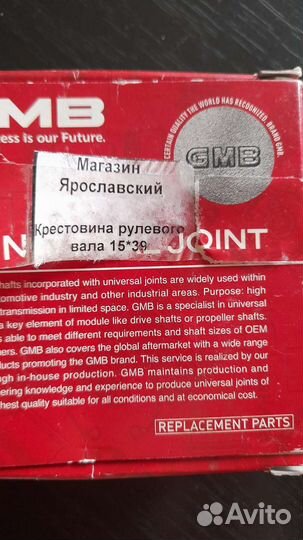 GMB
ess is our Future.
CERTAIN QUALITY THE WORLD HAS RECOGNIZED, BRAND GMB.
GMB
Магазин
Ярославский
Крестовина рулевого
вала 15*39
JOINT
hafts incorporated with universal joints are widely used within
tomotive industry and other industrial areas. Purpose: high
transmission in limited space. GMB is a specialist in universal
a key element of module like drive shafts or propeller shafts.
s able to meet different requirements and shaft sizes of OEM
ers. GMB also covers the global aftermarket with a wide range
ducts promoting the GMB brand. This service is realized by our
gh in-house production. GMB maintains production and
ering knowledge and experience to produce universal joints of
hest quality suitable for all conditions and at economical cost.
REPLACEMENT PARTS
Avito